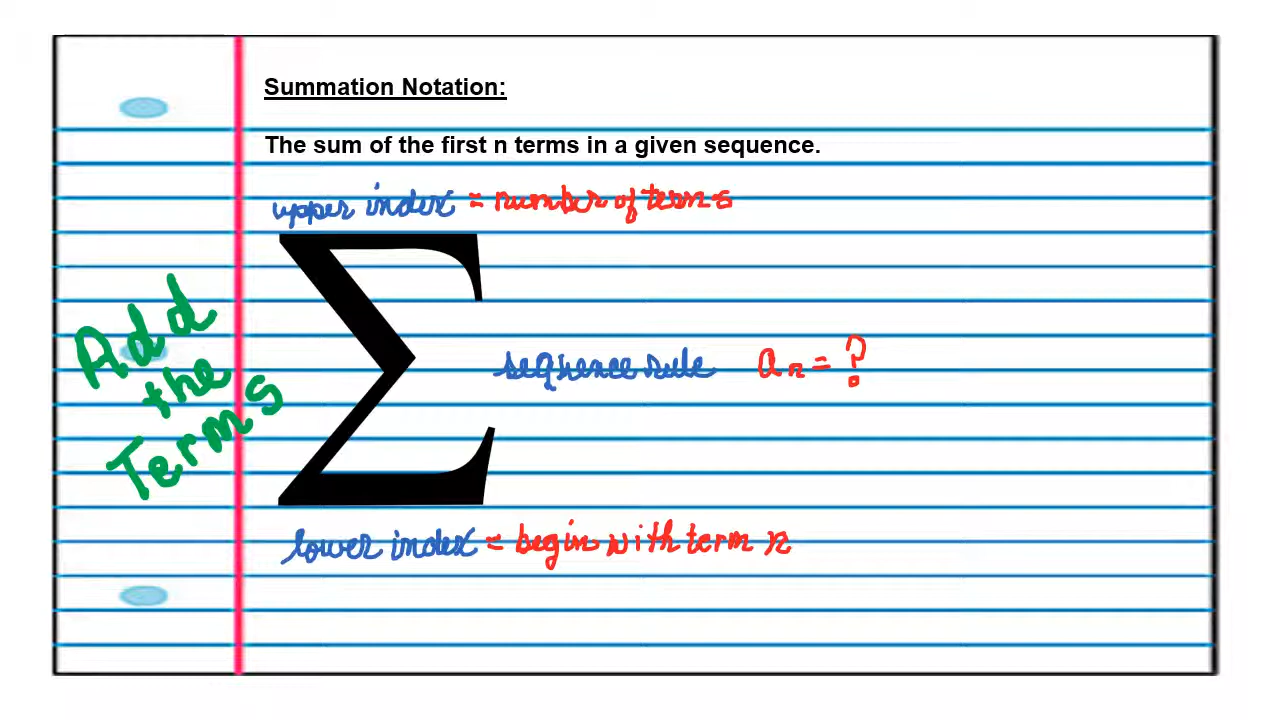 Summation Notation:
The sum of the first n terms in a given sequence.
upper index = number of terms
Add
the
Terms
sequence rule an = ?
lower index = begin with term n